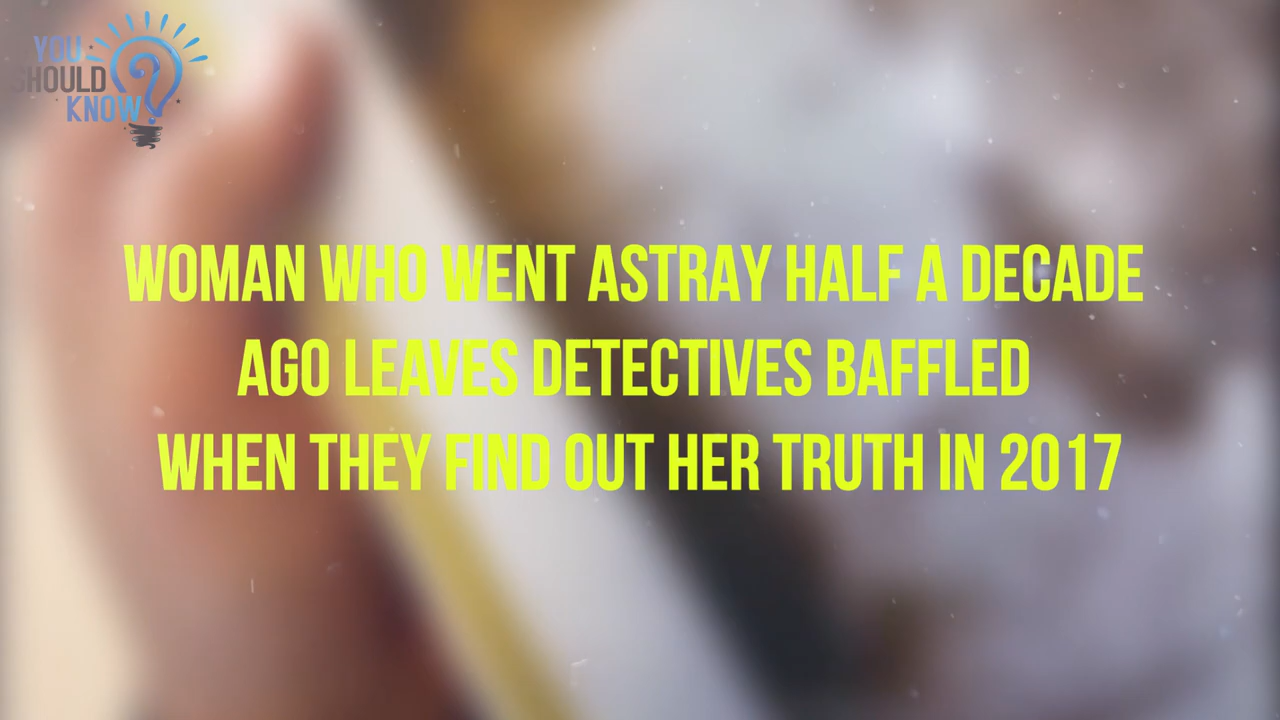 YOU
SHOULD
KNOW
WOMAN WHO WENT ASTRAY HALF A DECADE
AGO LEAVES DETECTIVES BAFFLED
WHEN THEY FIND OUT HER TRUTH IN 2017